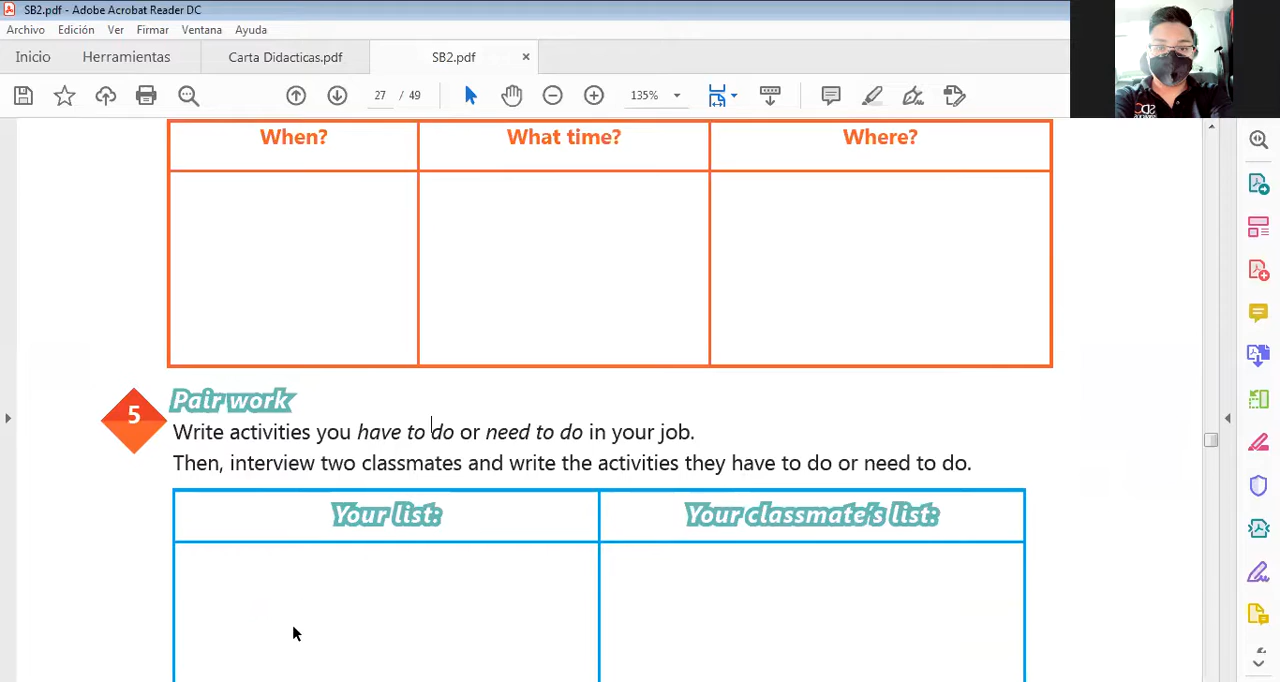 SB2.pdf - Adobe Acrobat Reader DC
Archivo Edición Ver Firmar Ventana Ayuda
Inicio Herramientas Carta Didacticas.pdf SB2.pdf ×
27 / 49 135%
When? What time? Where?
5 Pair work
Write activities you have to do or need to do in your job.
Then, interview two classmates and write the activities they have to do or need to do.
Your list: Your classmate's list:
SDC